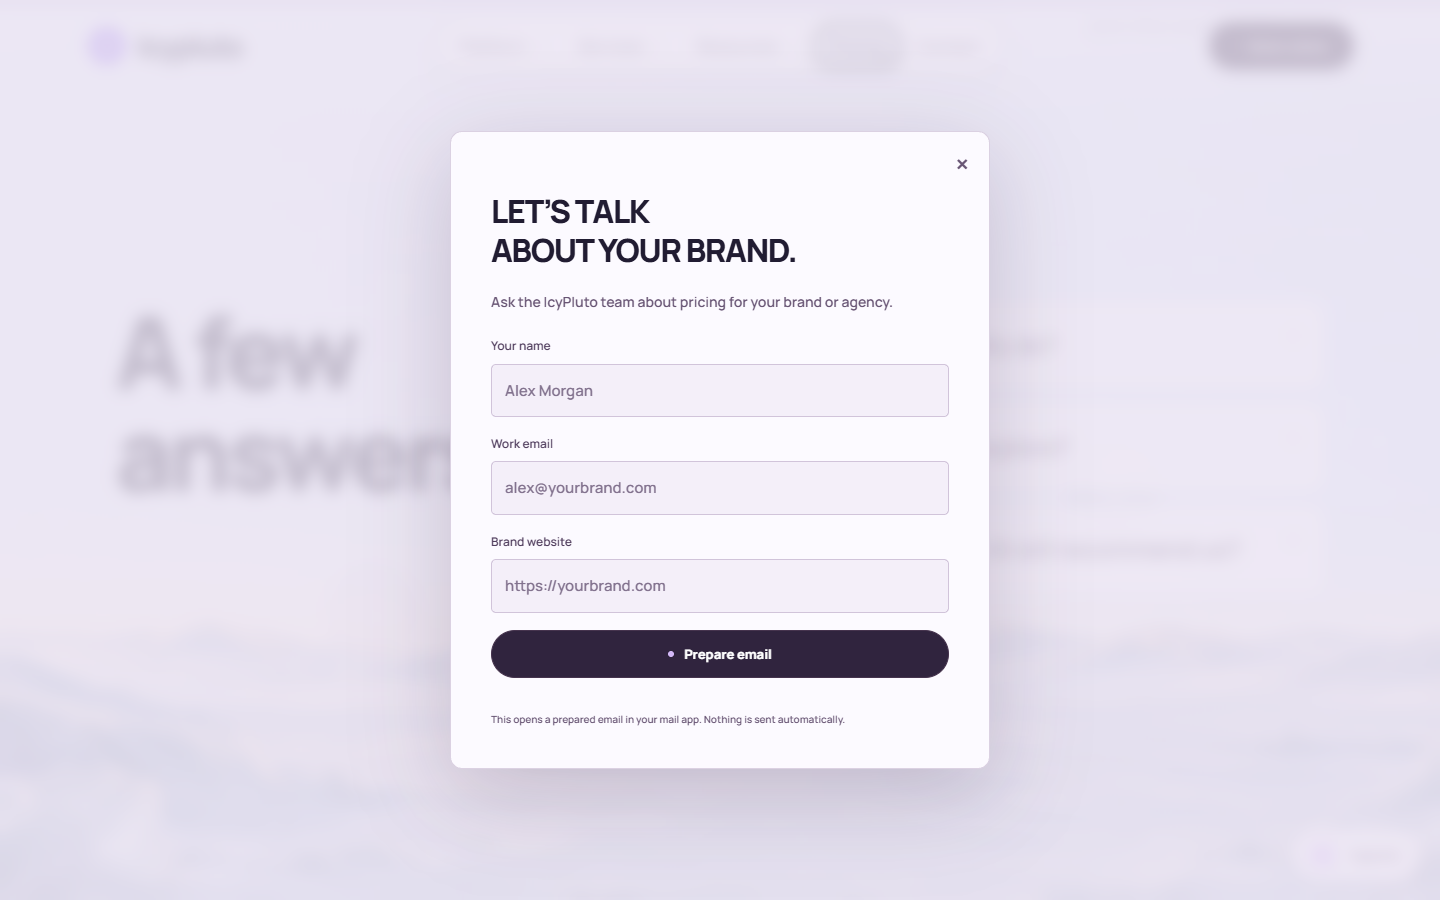 ×
LET’S TALK
ABOUT YOUR BRAND.
Ask the IcyPluto team about pricing for your brand or agency.
Your name
Alex Morgan
Work email
alex@yourbrand.com
Brand website
https://yourbrand.com
Prepare email
This opens a prepared email in your mail app. Nothing is sent automatically.
A few
answer